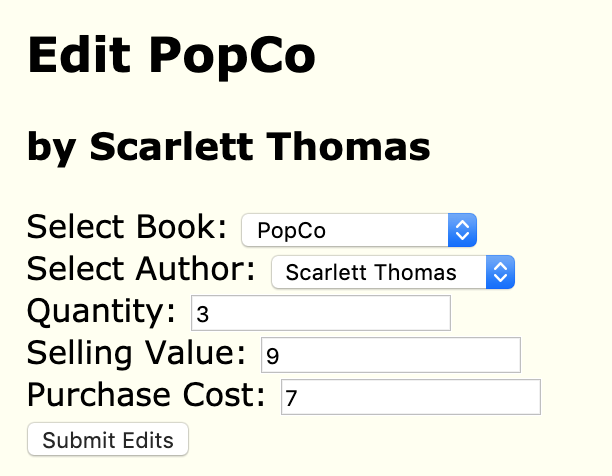 Edit PopCo
by Scarlett Thomas
Select Book: PopCo
Select Author: Scarlett Thomas
Quantity: 3
Selling Value: 9
Purchase Cost: 7
Submit Edits